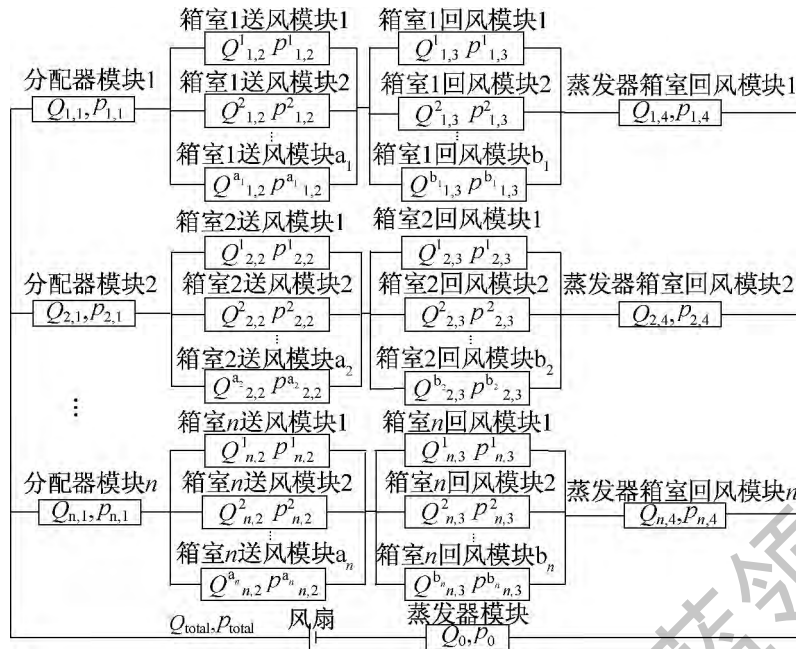 箱室1送风模块1 箱室1回风模块1
Q¹₁,₂ p¹₁,₂ Q¹₁,₃ p¹₁,₃
分配器模块1 箱室1送风模块2 箱室1回风模块2 蒸发器箱室回风模块1
Q₁,₁,p₁,₁ Q²₁,₂ p²₁,₂ Q²₁,₃ p²₁,₃ Q₁,₄,p₁,₄
⋮ ⋮
箱室1送风模块a₁ 箱室1回风模块b₁
Q^a₁₁,₂ p^a₁₁,₂ Q^b₁₁,₃ p^b₁₁,₃
箱室2送风模块1 箱室2回风模块1
Q¹₂,₂ p¹₂,₂ Q¹₂,₃ p¹₂,₃
分配器模块2 箱室2送风模块2 箱室2回风模块2 蒸发器箱室回风模块2
Q₂,₁,p₂,₁ Q²₂,₂ p²₂,₂ Q²₂,₃ p²₂,₃ Q₂,₄,p₂,₄
⋮ ⋮
箱室2送风模块a₂ 箱室2回风模块b₂
Q^a₂₂,₂ p^a₂₂,₂ Q^b₂₂,₃ p^b₂₂,₃
⋮
箱室n送风模块1 箱室n回风模块1
Q¹n,₂ p¹n,₂ Q¹n,₃ p¹n,₃
分配器模块n 箱室n送风模块2 箱室n回风模块2 蒸发器箱室回风模块n
Qn,₁,pn,₁ Q²n,₂ p²n,₂ Q²n,₃ p²n,₃ Qn,₄,pn,₄
⋮ ⋮
箱室n送风模块aₙ 箱室n回风模块bₙ
Q^aₙn,₂ p^aₙn,₂ Q^bₙn,₃ p^bₙn,₃
Qtotal,ptotal 风扇 蒸发器模块
Q₀,p₀